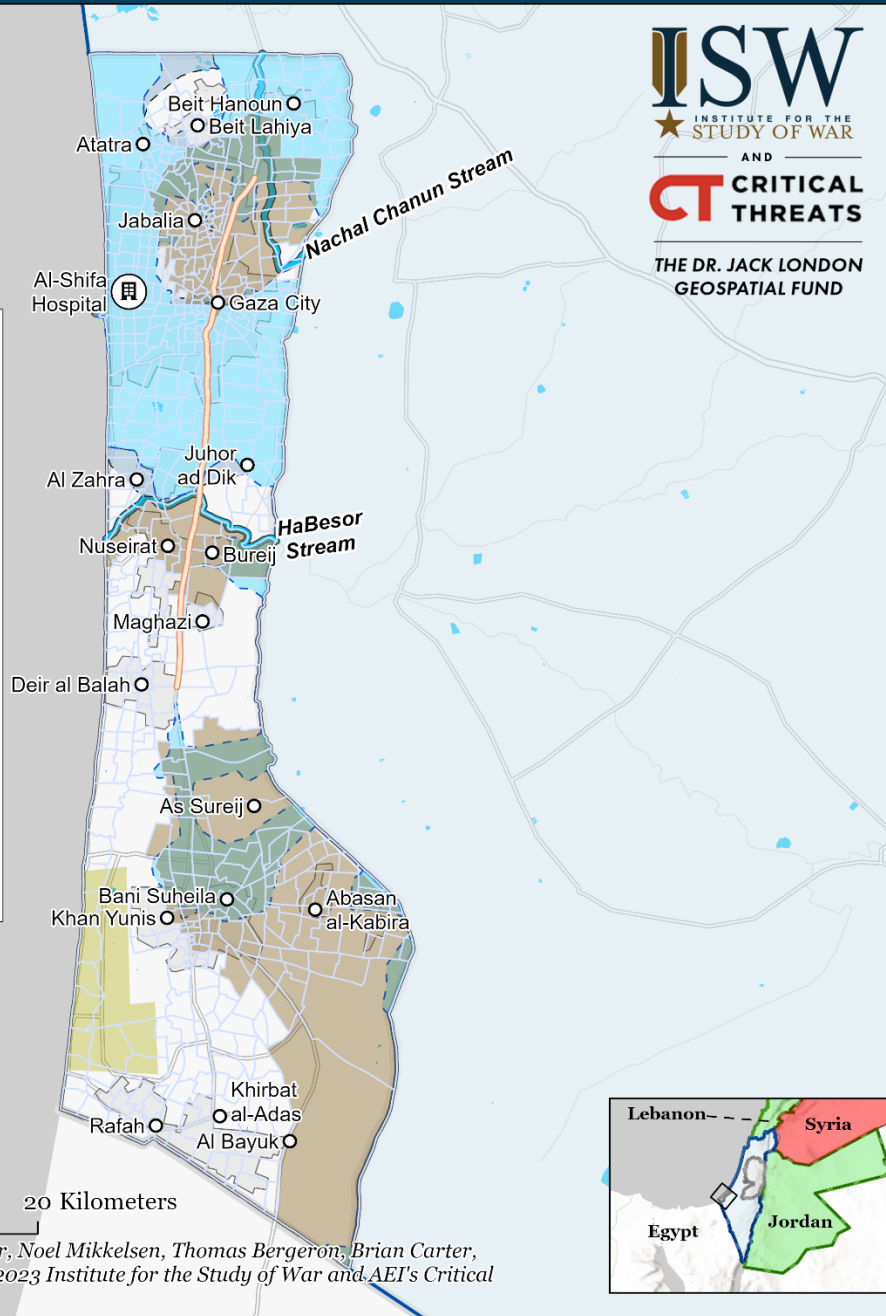 ISW
INSTITUTE FOR THE
STUDY OF WAR
AND
CT CRITICAL
THREATS
THE DR. JACK LONDON
GEOSPATIAL FUND
Beit Hanoun
Beit Lahiya
Atatra
Nachal Chanun Stream
Jabalia
Al-Shifa
Hospital
Gaza City
Juhor
ad Dik
Al Zahra
HaBesor
Stream
Nuseirat
Bureij
Maghazi
Deir al Balah
As Sureij
Bani Suheila
Khan Yunis
Abasan
al-Kabira
Khirbat
al-Adas
Rafah
Al Bayuk
20 Kilometers
Noel Mikkelsen, Thomas Bergeron, Brian Carter,
2023 Institute for the Study of War and AEI's Critical
Lebanon
Syria
Egypt
Jordan